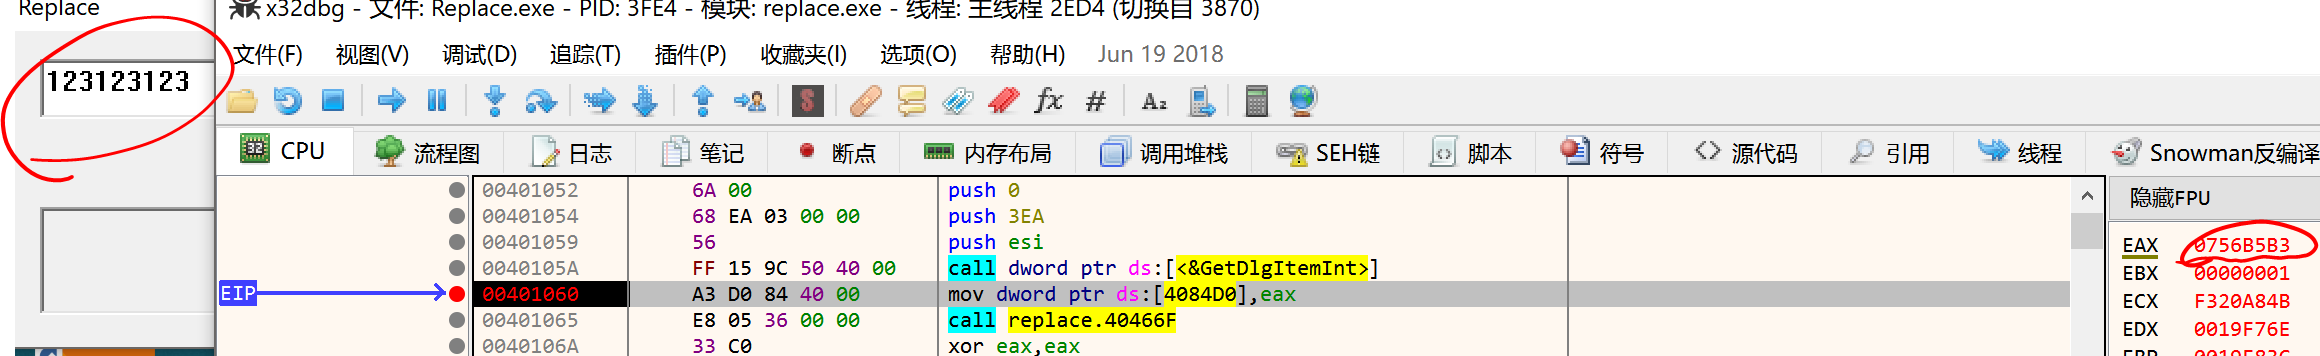 Replace
x32dbg - 文件: Replace.exe - PID: 3FE4 - 模块: replace.exe - 线程: 主线程 2ED4 (切换自 3870)
文件(F) 视图(V) 调试(D) 追踪(T) 插件(P) 收藏夹(I) 选项(O) 帮助(H) Jun 19 2018
123123123
CPU 流程图 日志 笔记 断点 内存布局 调用堆栈 SEH链 脚本 符号 源代码 引用 线程 Snowman反编译
00401052 6A 00 push 0
00401054 68 EA 03 00 00 push 3EA
00401059 56 push esi
0040105A FF 15 9C 50 40 00 call dword ptr ds:[<&GetDlgItemInt>]
EIP 00401060 A3 D0 84 40 00 mov dword ptr ds:[4084D0],eax
00401065 E8 05 36 00 00 call replace.40466F
0040106A 33 C0 xor eax,eax
隐藏FPU
EAX 0756B5B3
EBX 00000001
ECX F320A84B
EDX 0019F76E